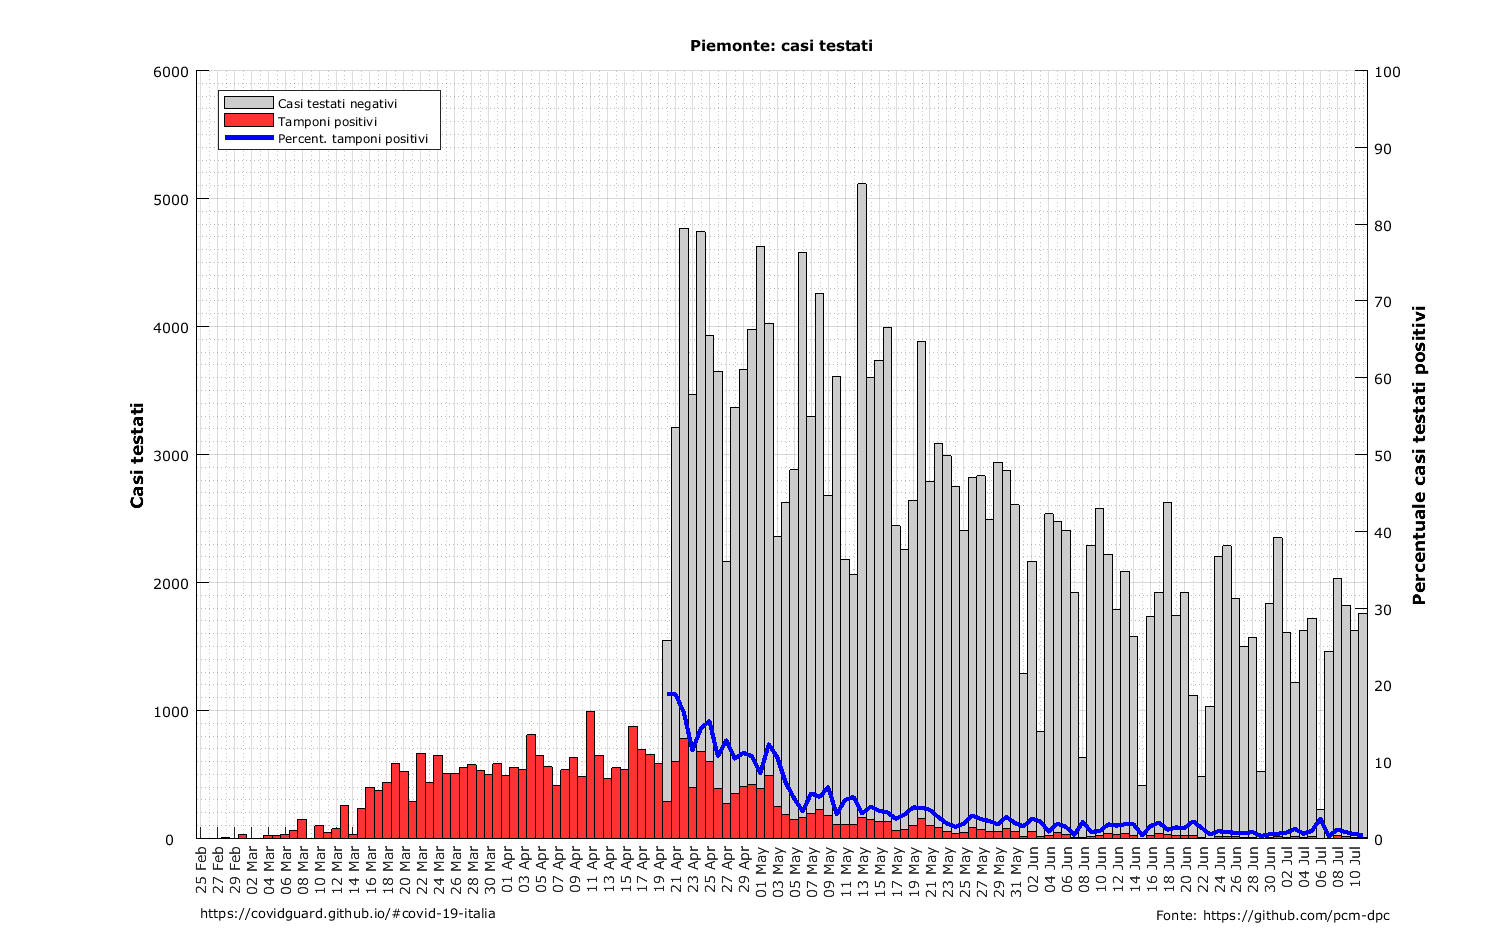 Piemonte: casi testati
6000
5000
4000
3000
2000
1000
0
Casi testati
Casi testati negativi
Tamponi positivi
Percent. tamponi positivi
100
90
80
70
60
50
40
30
20
10
0
Percentuale casi testati positivi
25 Feb
27 Feb
29 Feb
02 Mar
04 Mar
06 Mar
08 Mar
10 Mar
12 Mar
14 Mar
16 Mar
18 Mar
20 Mar
22 Mar
24 Mar
26 Mar
28 Mar
30 Mar
01 Apr
03 Apr
05 Apr
07 Apr
09 Apr
11 Apr
13 Apr
15 Apr
17 Apr
19 Apr
21 Apr
23 Apr
25 Apr
27 Apr
29 Apr
01 May
03 May
05 May
07 May
09 May
11 May
13 May
15 May
17 May
19 May
21 May
23 May
25 May
27 May
29 May
31 May
02 Jun
04 Jun
06 Jun
08 Jun
10 Jun
12 Jun
14 Jun
16 Jun
18 Jun
20 Jun
22 Jun
24 Jun
26 Jun
28 Jun
30 Jun
02 Jul
04 Jul
06 Jul
08 Jul
10 Jul
https://covidguard.github.io/#covid-19-italia
Fonte: https://github.com/pcm-dpc